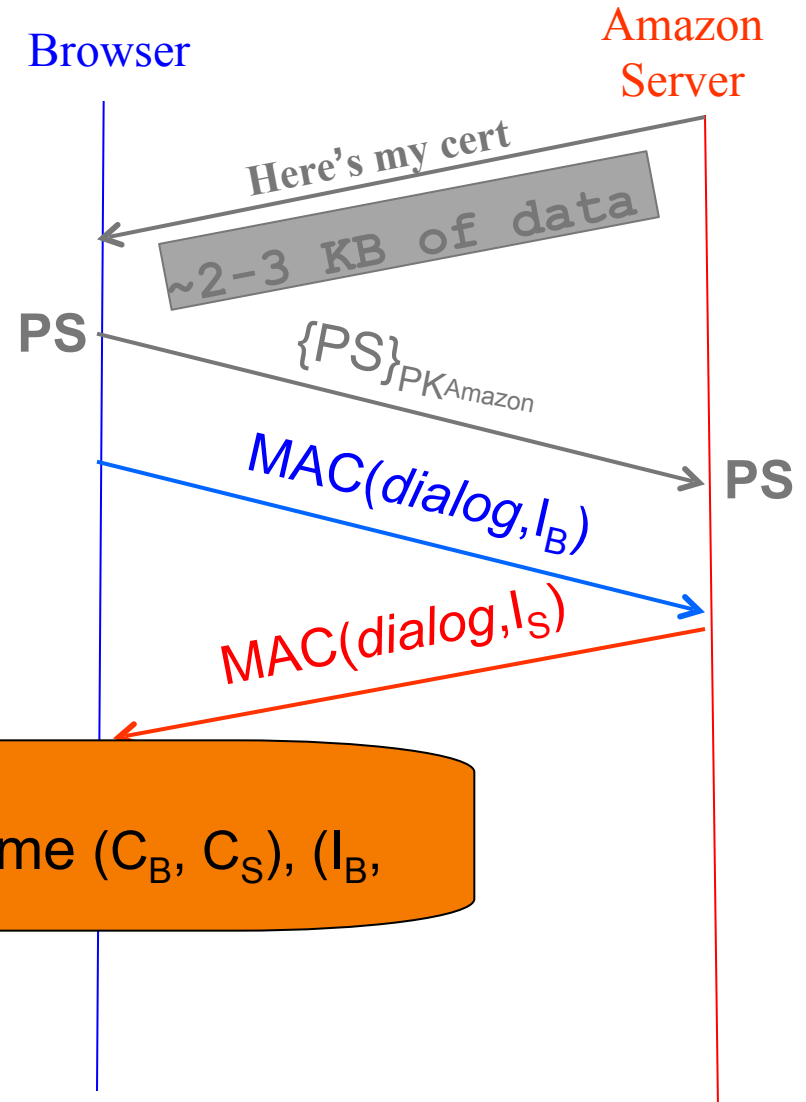 Browser
Amazon
Server
Here’s my cert
~2-3 KB of data
PS
{PS}PKAmazon
MAC(dialog,IB)
PS
MAC(dialog,IS)
me (CB, CS), (IB,